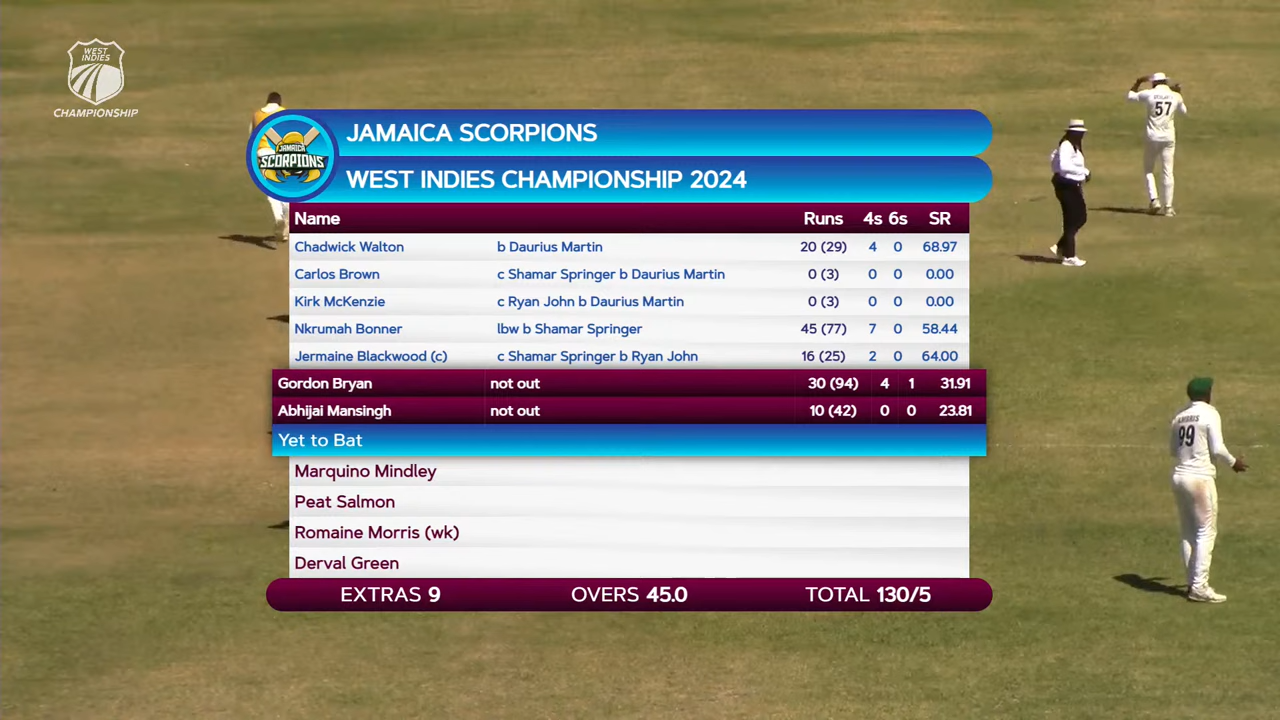 WEST
INDIES
CHAMPIONSHIP
57
JAMAICA
SCORPIONS
JAMAICA SCORPIONS
WEST INDIES CHAMPIONSHIP 2024
Name Runs 4s 6s SR
Chadwick Walton b Daurius Martin 20 (29) 4 0 68.97
Carlos Brown c Shamar Springer b Daurius Martin 0 (3) 0 0 0.00
Kirk McKenzie c Ryan John b Daurius Martin 0 (3) 0 0 0.00
Nkrumah Bonner lbw b Shamar Springer 45 (77) 7 0 58.44
Jermaine Blackwood (c) c Shamar Springer b Ryan John 16 (25) 2 0 64.00
Gordon Bryan not out 30 (94) 4 1 31.91
Abhijai Mansingh not out 10 (42) 0 0 23.81
Yet to Bat
99
Marquino Mindley
Peat Salmon
Romaine Morris (wk)
Derval Green
EXTRAS 9 OVERS 45.0 TOTAL 130/5